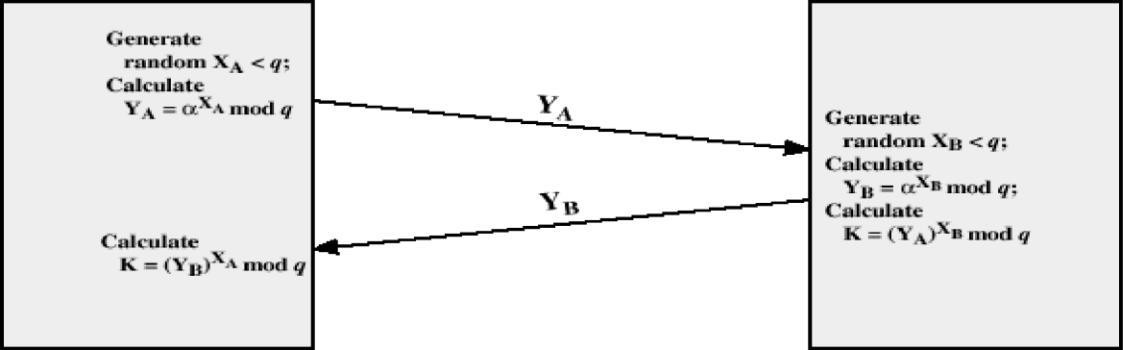 Generate
random X_A < q;
Calculate
Y_A = α^X_A mod q
Y_A
Generate
random X_B < q;
Calculate
Y_B = α^X_B mod q;
Calculate
K = (Y_A)^X_B mod q
Y_B
Calculate
K = (Y_B)^X_A mod q